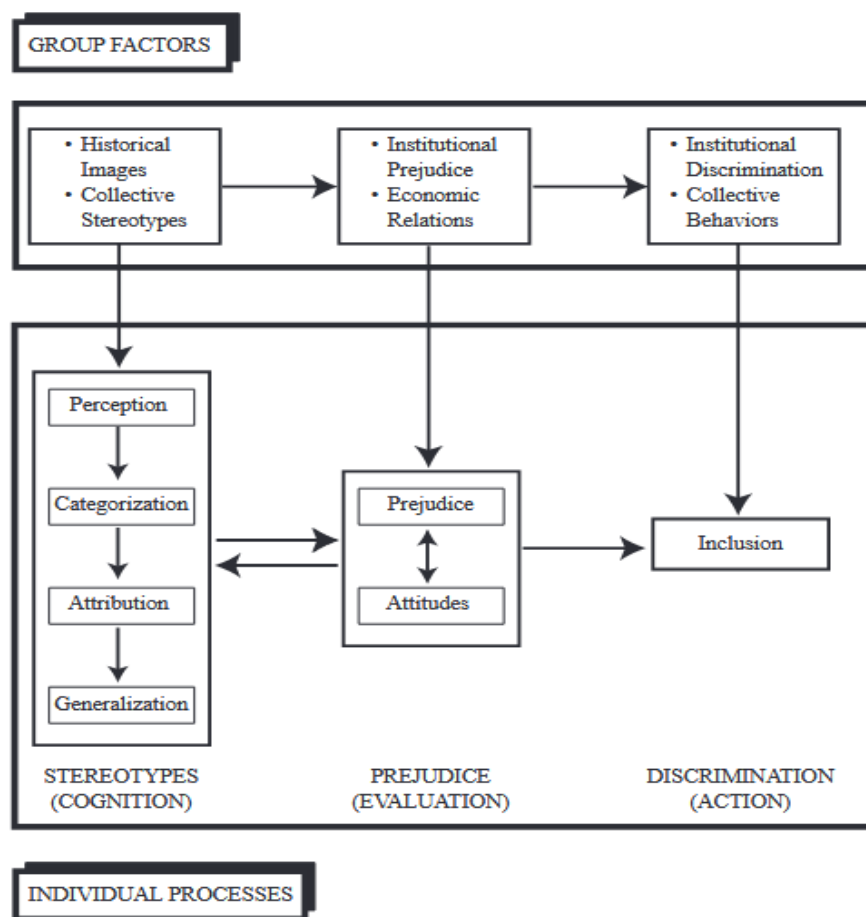 GROUP FACTORS
• Historical
Images
• Collective
Stereotypes
• Institutional
Prejudice
• Economic
Relations
• Institutional
Discrimination
• Collective
Behaviors
Perception
Categorization
Attribution
Generalization
Prejudice
Attitudes
Inclusion
STEREOTYPES
(COGNITION)
PREJUDICE
(EVALUATION)
DISCRIMINATION
(ACTION)
INDIVIDUAL PROCESSES